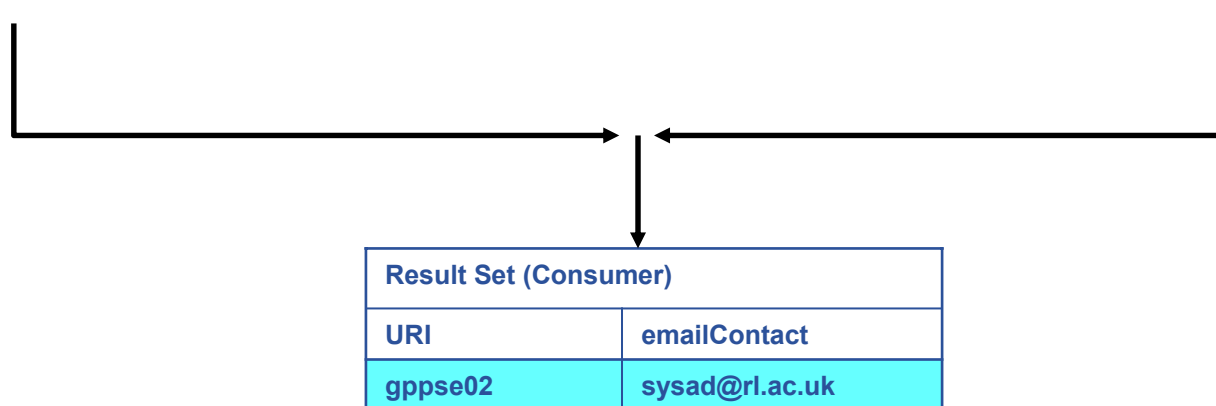 Result Set (Consumer)
URI emailContact
gppse02 sysad@rl.ac.uk